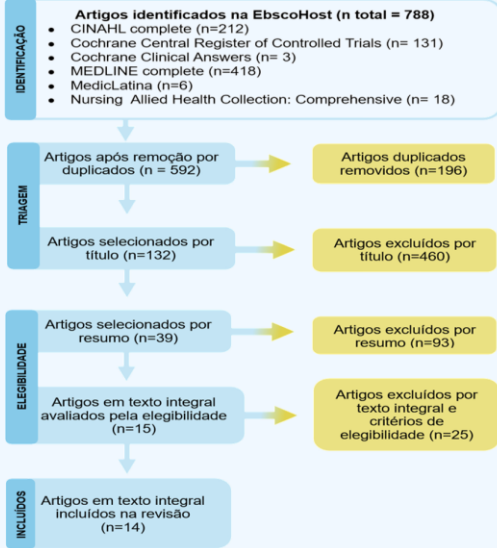 IDENTIFICAÇÃO
Artigos identificados na EbscoHost (n total = 788)
• CINAHL complete (n=212)
• Cochrane Central Register of Controlled Trials (n= 131)
• Cochrane Clinical Answers (n= 3)
• MEDLINE complete (n=418)
• MedicLatina (n=6)
• Nursing Allied Health Collection: Comprehensive (n= 18)
TRIAGEM
Artigos após remoção por
duplicados (n = 592)
Artigos duplicados
removidos (n=196)
Artigos selecionados por
título (n=132)
Artigos excluídos por
título (n=460)
ELEGIBILIDADE
Artigos selecionados por
resumo (n=39)
Artigos excluídos por
resumo (n=93)
Artigos em texto integral
avaliados pela elegibilidade
(n=15)
Artigos excluídos por
texto integral e
critérios de
elegibilidade (n=25)
INCLUÍDOS
Artigos em texto integral
incluídos na revisão
(n=14)